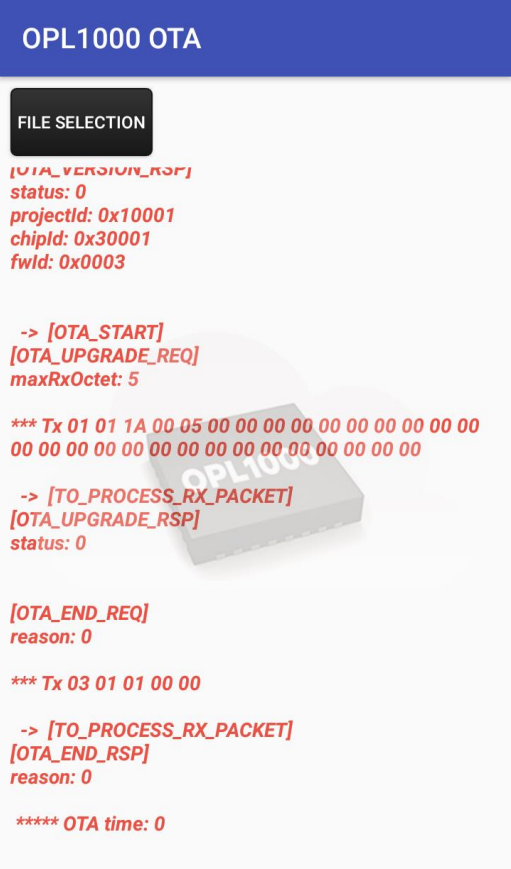 OPL1000 OTA
FILE SELECTION
[OTA_VERSION_RSP]
status: 0
projectId: 0x10001
chipId: 0x30001
fwId: 0x0003
-> [OTA_START]
[OTA_UPGRADE_REQ]
maxRxOctet: 5
*** Tx 01 01 1A 00 05 00 00 00 00 00 00 00 00 00 00
00 00 00 00 00 00 00 00 00 00 00 00 00 00 00
OPL1000
-> [TO_PROCESS_RX_PACKET]
[OTA_UPGRADE_RSP]
status: 0
[OTA_END_REQ]
reason: 0
*** Tx 03 01 01 00 00
-> [TO_PROCESS_RX_PACKET]
[OTA_END_RSP]
reason: 0
***** OTA time: 0